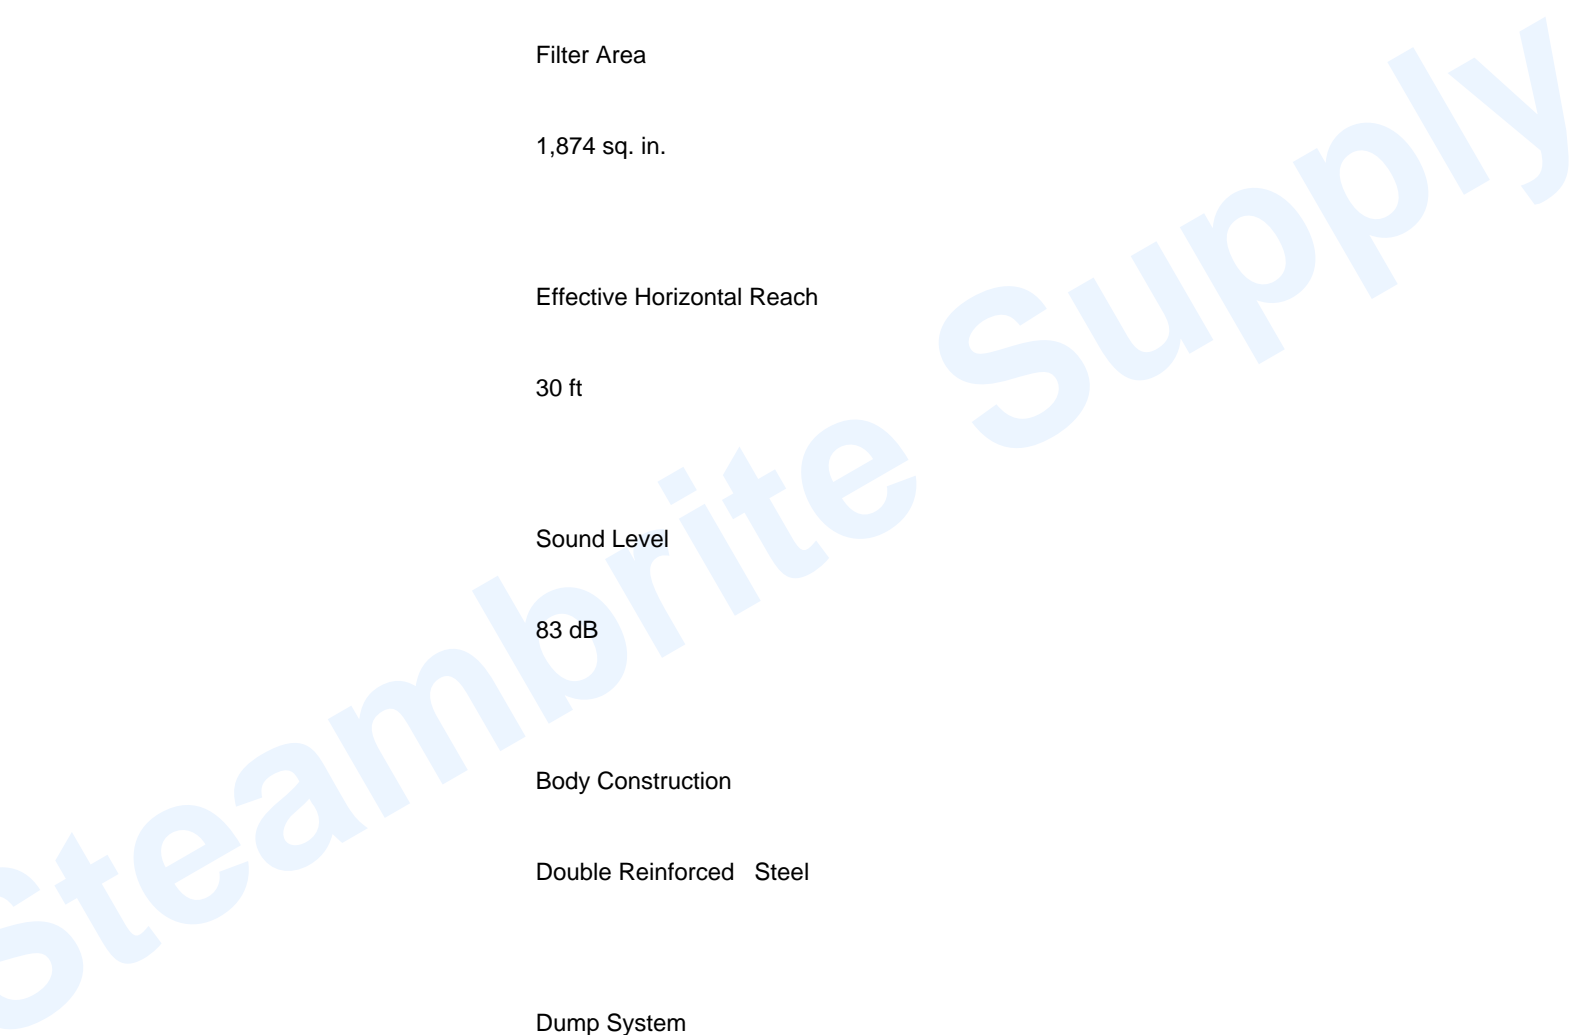 Filter Area
1,874 sq. in.
Effective Horizontal Reach
30 ft
Sound Level
83 dB
Body Construction
Double Reinforced   Steel
Dump System
Steambrite Supply